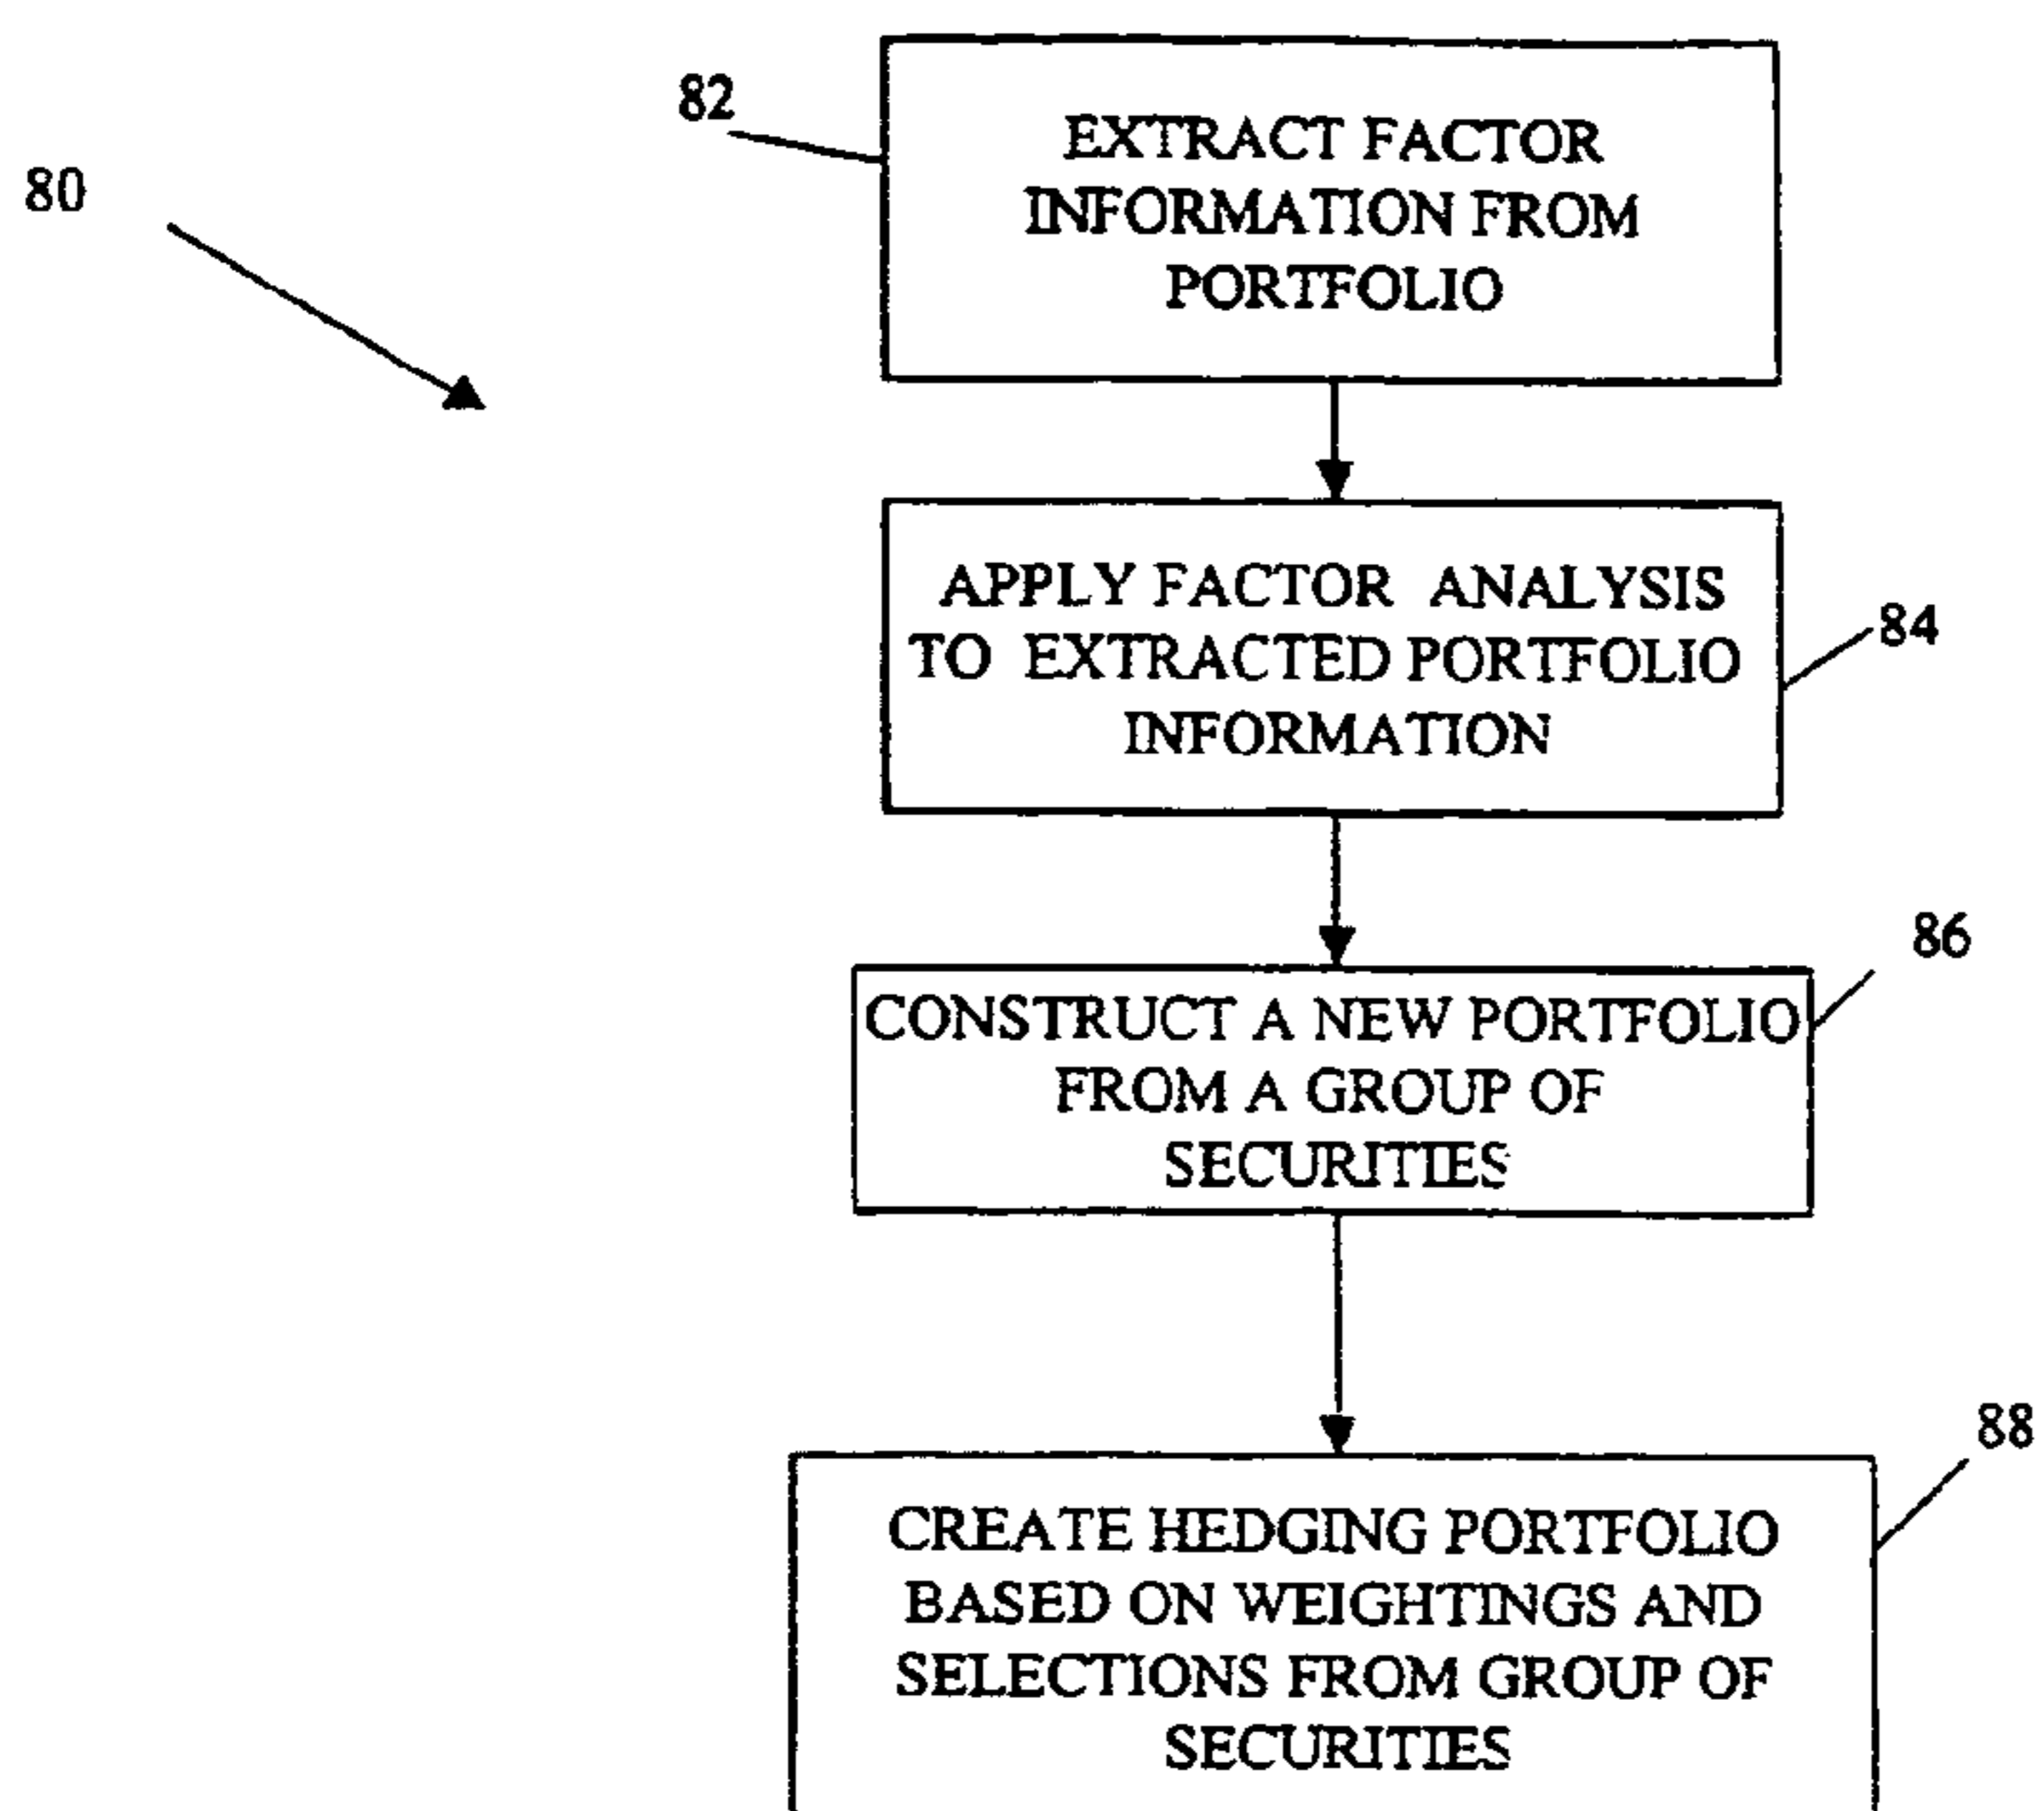 82
EXTRACT FACTOR
INFORMATION FROM
PORTFOLIO
80
APPLY FACTOR ANALYSIS
TO EXTRACTED PORTFOLIO
INFORMATION
84
86
CONSTRUCT A NEW PORTFOLIO
FROM A GROUP OF
SECURITIES
88
CREATE HEDGING PORTFOLIO
BASED ON WEIGHTINGS AND
SELECTIONS FROM GROUP OF
SECURITIES